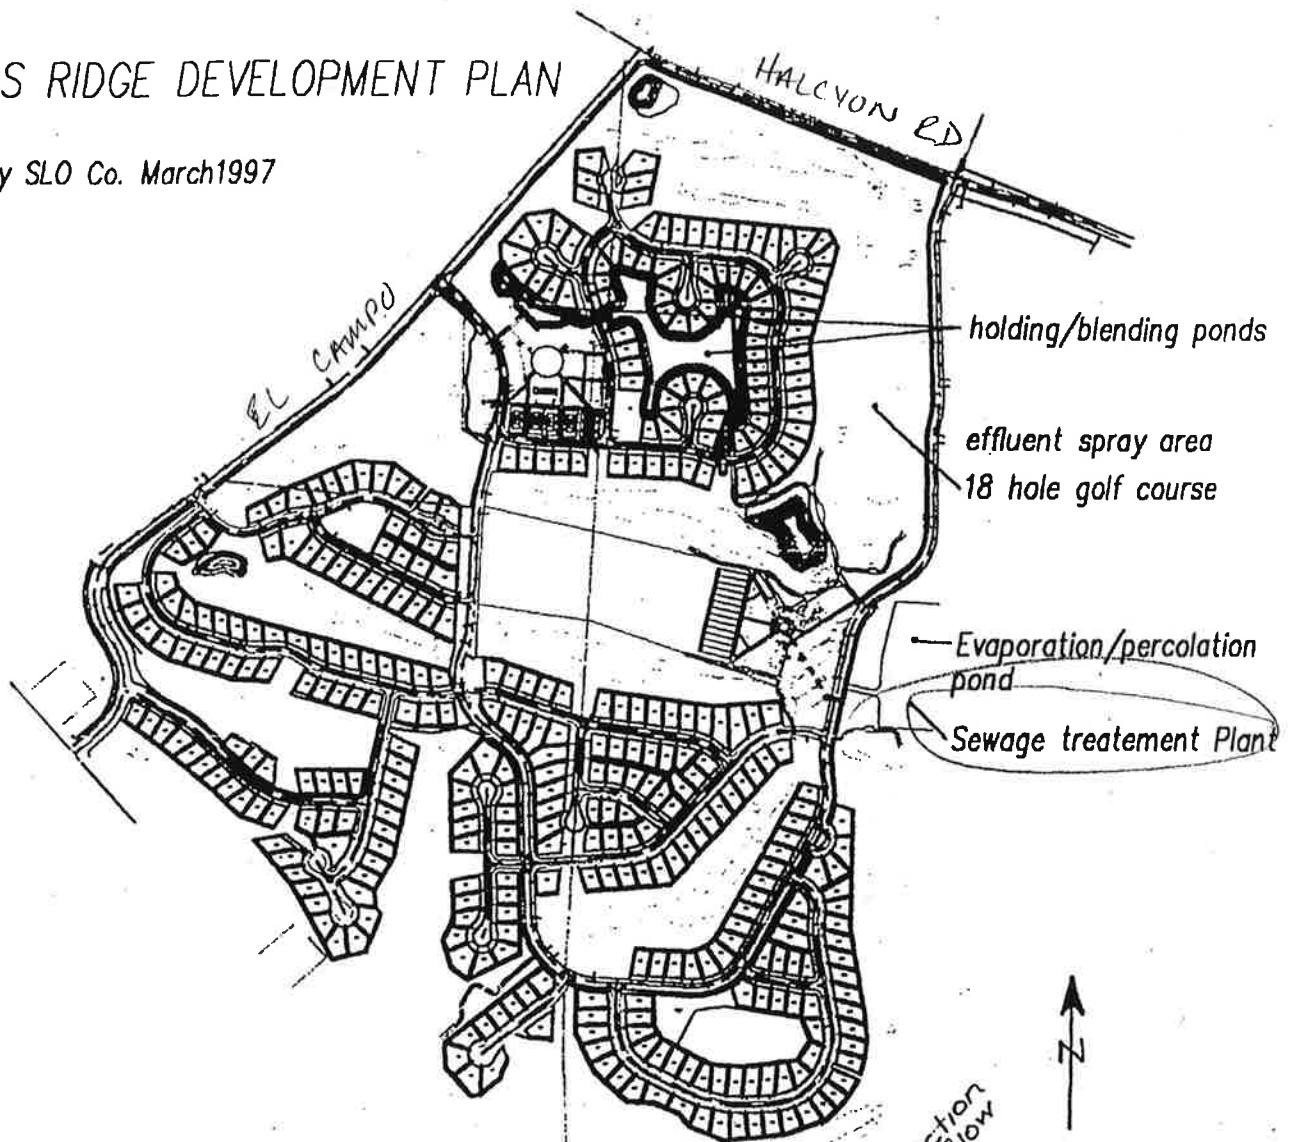 S RIDGE DEVELOPMENT PLAN
y SLO Co. March1997
HALCYON RD
EL CAMPO
holding/blending ponds
effluent spray area
18 hole golf course
Evaporation/percolation
pond
Sewage treatement Plant
N